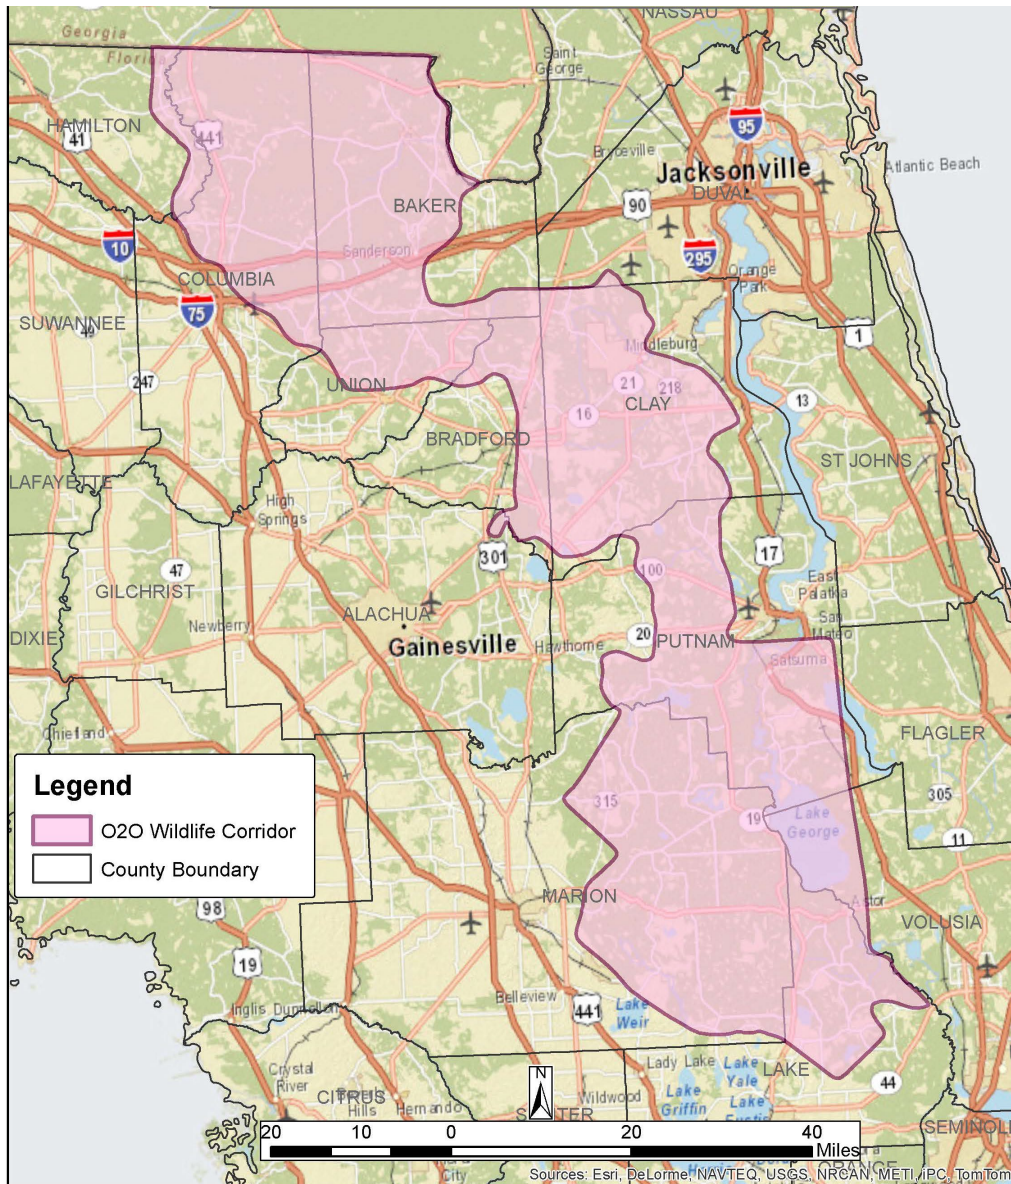 NASSAU
Georgia
Florida
Saint
George
HAMILTON
41
441
95
Bryceville
Atlantic Beach
Jacksonville
DUVAL
BAKER
90
Sanderson
10
295
COLUMBIA
Orange
Park
75
SUWANNEE
49
1
Middleburg
247
UNION
21
218
13
16
CLAY
BRADFORD
ST JOHNS
LAFAYETTE
High
Springs
301
17
47
100
East
Palatka
GILCHRIST
ALACHUA
San
Mateo
Newberry
DIXIE
Gainesville
Hawthorne
20
PUTNAM
Satsuma
Chiefland
FLAGLER
Legend
O2O Wildlife Corridor
County Boundary
315
19
305
Lake
George
11
MARION
Astor
98
VOLUSIA
19
Belleview
441
Lake
Weir
Inglis Dunnellon
Crystal
River
Lady Lake
Lake
Yale
LAKE
44
CITRUS
Hills
Hernando
N
Wildwood
Lake
Griffin
Lake
20 10 0 20 40
Miles
City
Sources: Esri, DeLorme, NAVTEQ, USGS, NRCAN, METI, iPC, TomTom